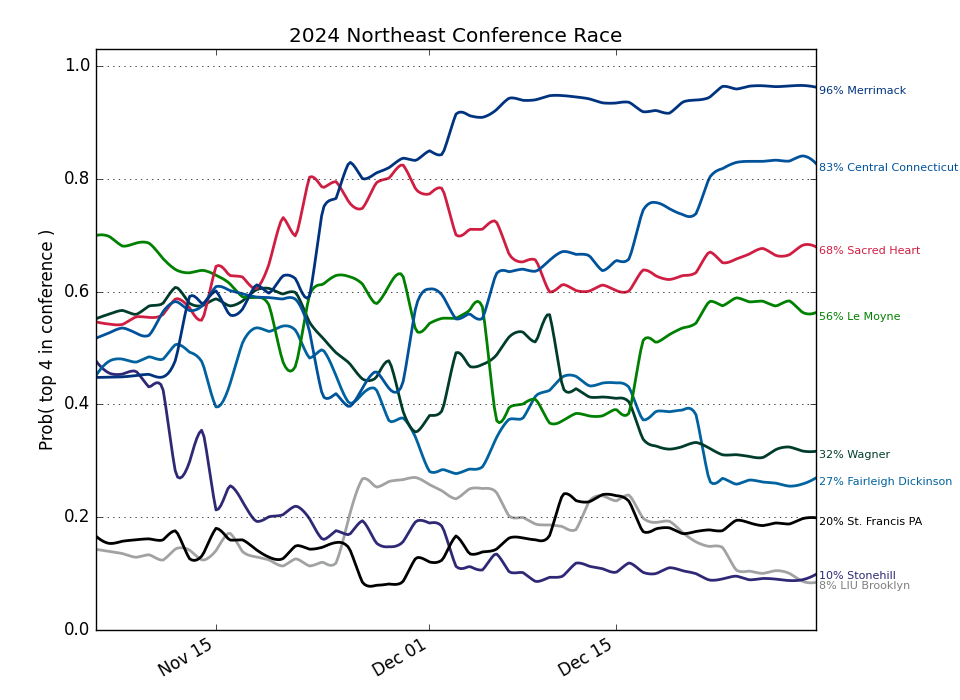 2024 Northeast Conference Race
Prob( top 4 in conference )
1.0
0.8
0.6
0.4
0.2
0.0
Nov 15
Dec 01
Dec 15
96% Merrimack
83% Central Connecticut
68% Sacred Heart
56% Le Moyne
32% Wagner
27% Fairleigh Dickinson
20% St. Francis PA
10% Stonehill
8% LIU Brooklyn